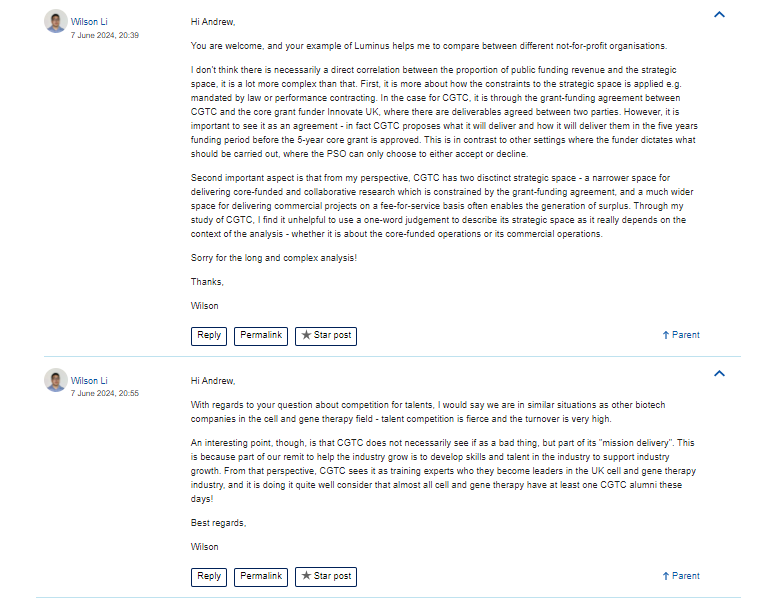 Wilson Li
7 June 2024, 20:39
Hi Andrew,
You are welcome, and your example of Luminus helps me to compare between different not-for-profit organisations.
I don't think there is necessarily a direct correlation between the proportion of public funding revenue and the strategic
space, it is a lot more complex than that. First, it is more about how the constraints to the strategic space is applied e.g.
mandated by law or performance contracting. In the case for CGTC, it is through the grant-funding agreement between
CGTC and the core grant funder Innovate UK, where there are deliverables agreed between two parties. However, it is
important to see it as an agreement - in fact CGTC proposes what it will deliver and how it will deliver them in the five years
funding period before the 5-year core grant is approved. This is in contrast to other settings where the funder dictates what
should be carried out, where the PSO can only choose to either accept or decline.
Second important aspect is that from my perspective, CGTC has two disctinct strategic space - a narrower space for
delivering core-funded and collaborative research which is constrained by the grant-funding agreement, and a much wider
space for delivering commercial projects on a fee-for-service basis often enables the generation of surplus. Through my
study of CGTC, I find it unhelpful to use a one-word judgement to describe its strategic space as it really depends on the
context of the analysis - whether it is about the core-funded operations or its commercial operations.
Sorry for the long and complex analysis!
Thanks,
Wilson
Reply Permalink ★ Star post ↑ Parent
Wilson Li
7 June 2024, 20:55
Hi Andrew,
With regards to your question about competition for talents, I would say we are in similar situations as other biotech
companies in the cell and gene therapy field - talent competition is fierce and the turnover is very high.
An interesting point, though, is that CGTC does not necessarily see if as a bad thing, but part of its "mission delivery". This
is because part of our remit to help the industry grow is to develop skills and talent in the industry to support industry
growth. From that perspective, CGTC sees it as training experts who they become leaders in the UK cell and gene therapy
industry, and it is doing it quite well consider that almost all cell and gene therapy have at least one CGTC alumni these
days!
Best regards,
Wilson
Reply Permalink ★ Star post ↑ Parent